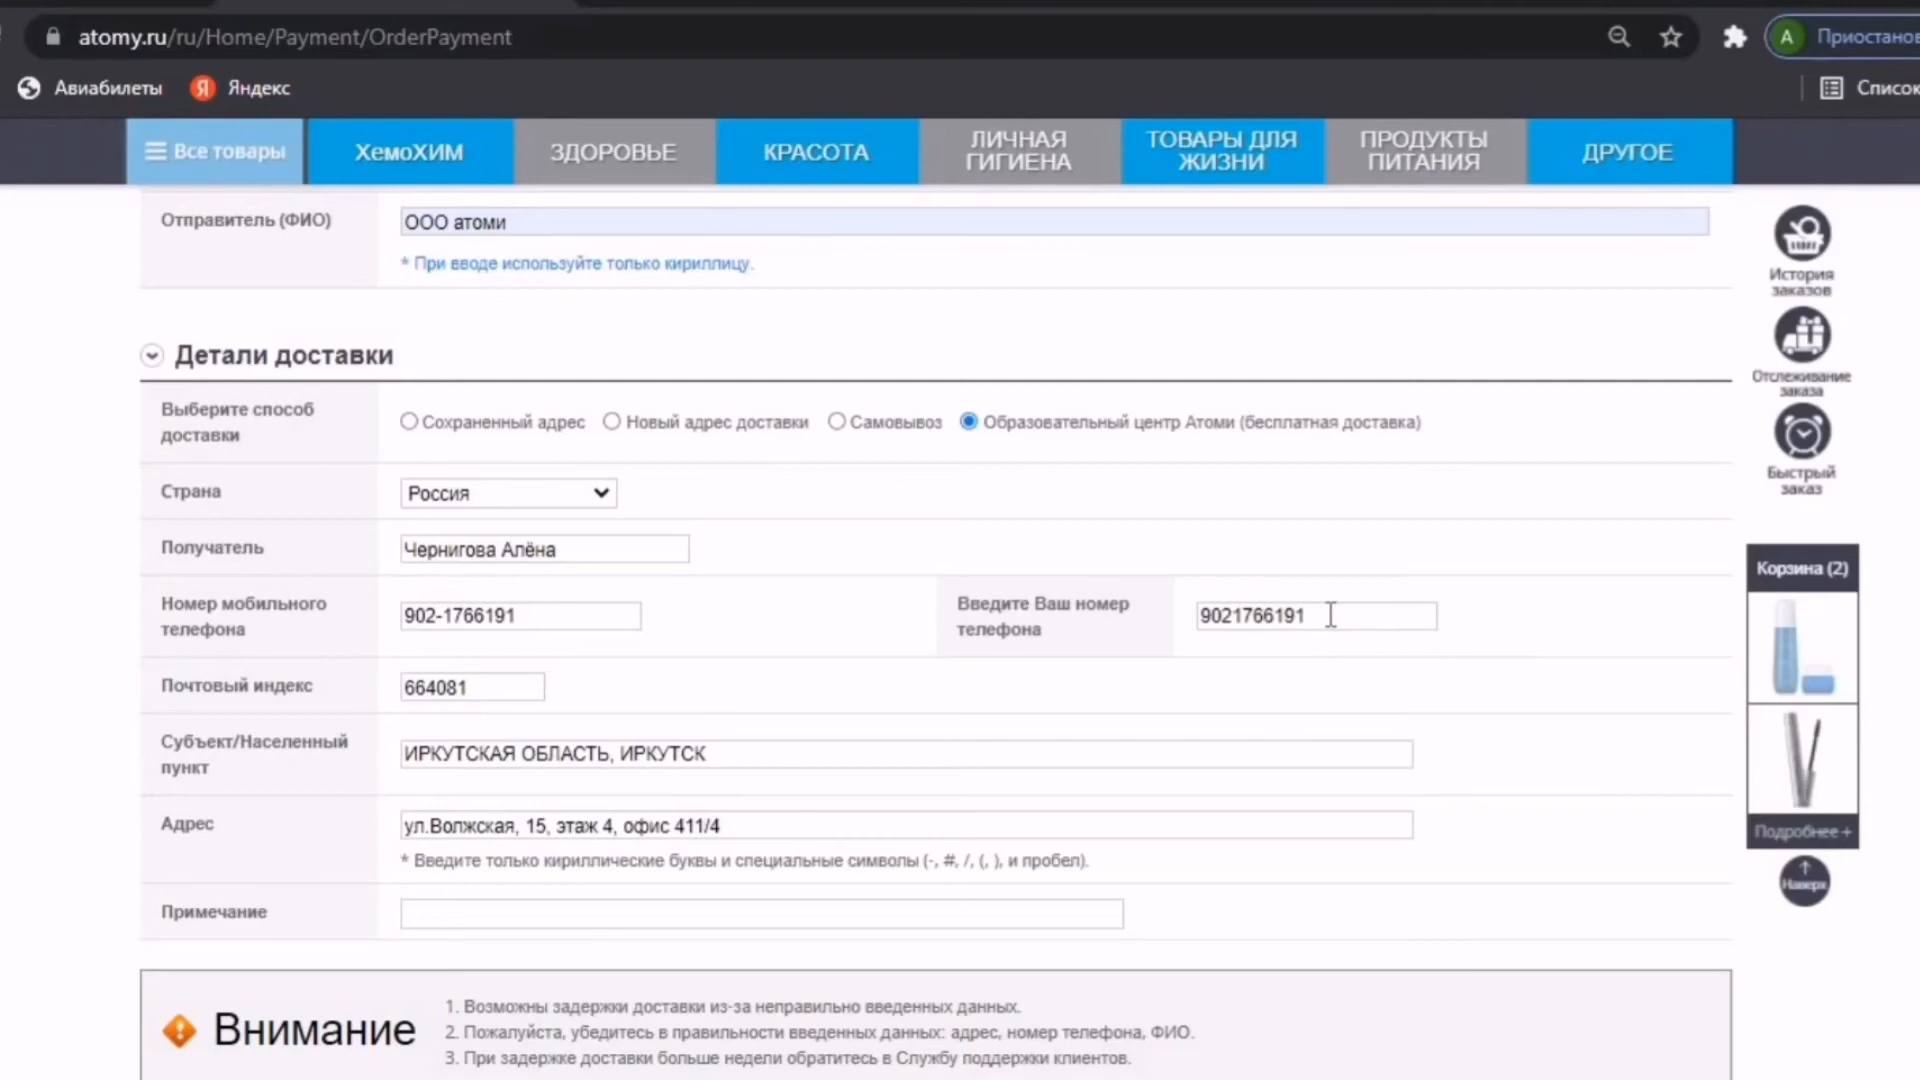 atomy.ru/ru/Home/Payment/OrderPayment
А Приостанов
Авиабилеты Я Яндекс Список
Все товары ХемоХИМ ЗДОРОВЬЕ КРАСОТА ЛИЧНАЯ ГИГИЕНА ТОВАРЫ ДЛЯ ЖИЗНИ ПРОДУКТЫ ПИТАНИЯ ДРУГОЕ
Отправитель (ФИО) ООО атоми
* При вводе используйте только кириллицу.
История
заказов
Отслеживание
заказа
Быстрый
заказ
Детали доставки
Выберите способ
доставки
Сохраненный адрес Новый адрес доставки Самовывоз Образовательный центр Атоми (бесплатная доставка)
Страна Россия
Получатель Чернигова Алёна
Номер мобильного
телефона
902-1766191
Введите Ваш номер
телефона
9021766191
Почтовый индекс 664081
Субъект/Населенный
пункт
ИРКУТСКАЯ ОБЛАСТЬ, ИРКУТСК
Адрес ул.Волжская, 15, этаж 4, офис 411/4
* Введите только кириллические буквы и специальные символы (-, #, /, (, ), и пробел).
Примечание
Корзина (2)
Подробнее +
Наверх
Внимание
1. Возможны задержки доставки из-за неправильно введенных данных.
2. Пожалуйста, убедитесь в правильности введенных данных: адрес, номер телефона, ФИО.
3. При задержке доставки больше недели обратитесь в Службу поддержки клиентов.